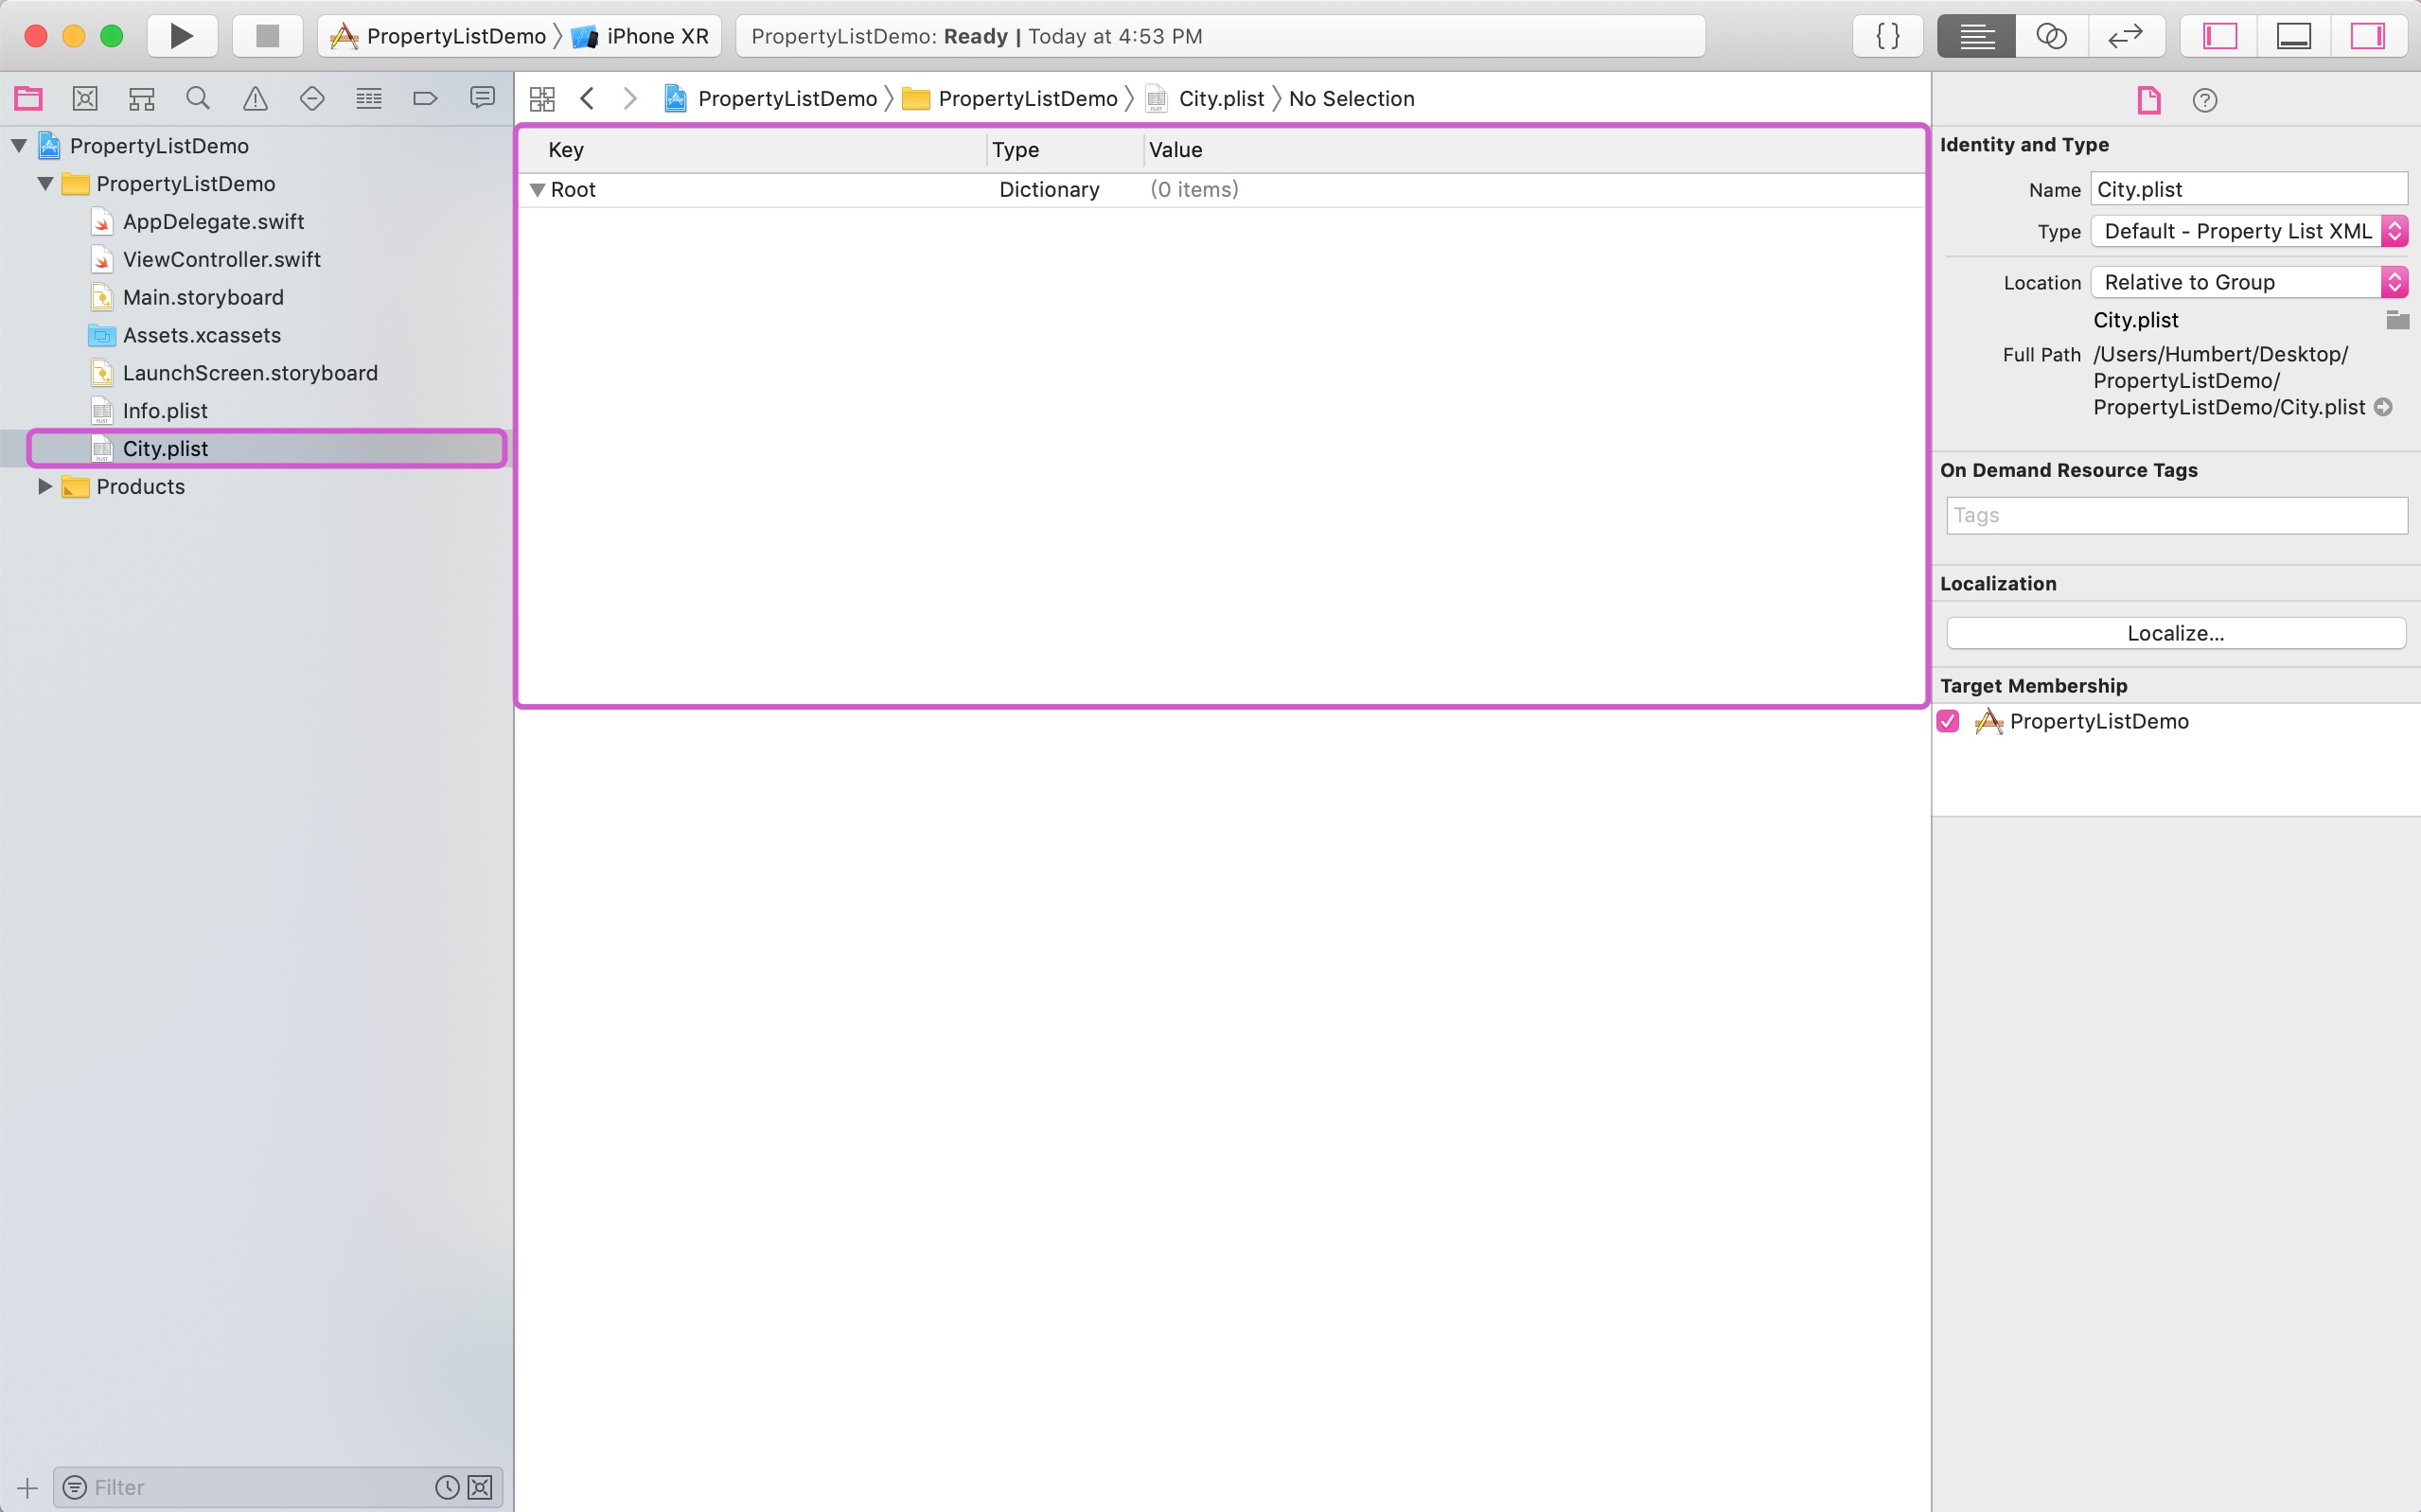 PropertyListDemo 〉 iPhone XR
PropertyListDemo: Ready | Today at 4:53 PM
{ }
PropertyListDemo 〉 PropertyListDemo 〉 City.plist 〉 No Selection
PropertyListDemo
PropertyListDemo
AppDelegate.swift
ViewController.swift
Main.storyboard
Assets.xcassets
LaunchScreen.storyboard
Info.plist
City.plist
Products
Filter
Key Type Value
Root Dictionary (0 items)
Identity and Type
Name City.plist
Type Default - Property List XML
Location Relative to Group
City.plist
Full Path /Users/Humbert/Desktop/
PropertyListDemo/
PropertyListDemo/City.plist
On Demand Resource Tags
Tags
Localization
Localize...
Target Membership
PropertyListDemo